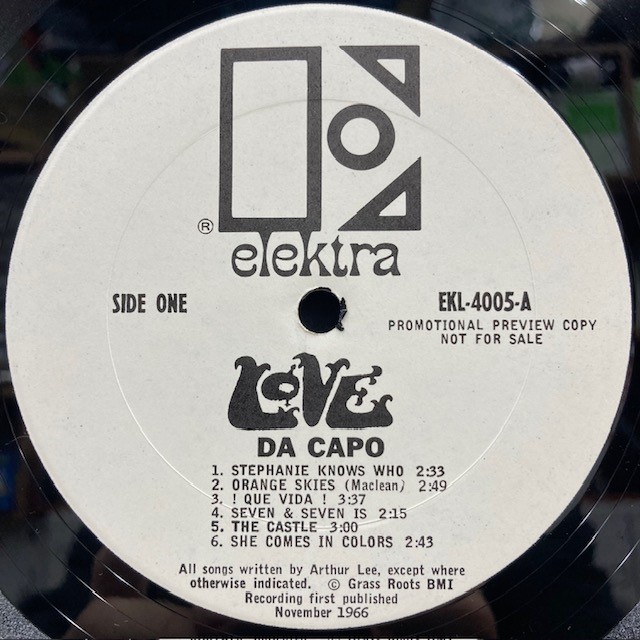 ®
elektra
SIDE ONE
EKL-4005-A
PROMOTIONAL PREVIEW COPY
NOT FOR SALE
LOVE
DA CAPO
1. STEPHANIE KNOWS WHO 2:33
2. ORANGE SKIES (Maclean) 2:49
3. ! QUE VIDA ! 3:37
4. SEVEN & SEVEN IS 2:15
5. THE CASTLE 3:00
6. SHE COMES IN COLORS 2:43
All songs written by Arthur Lee, except where
otherwise indicated. © Grass Roots BMI
Recording first published
November 1966